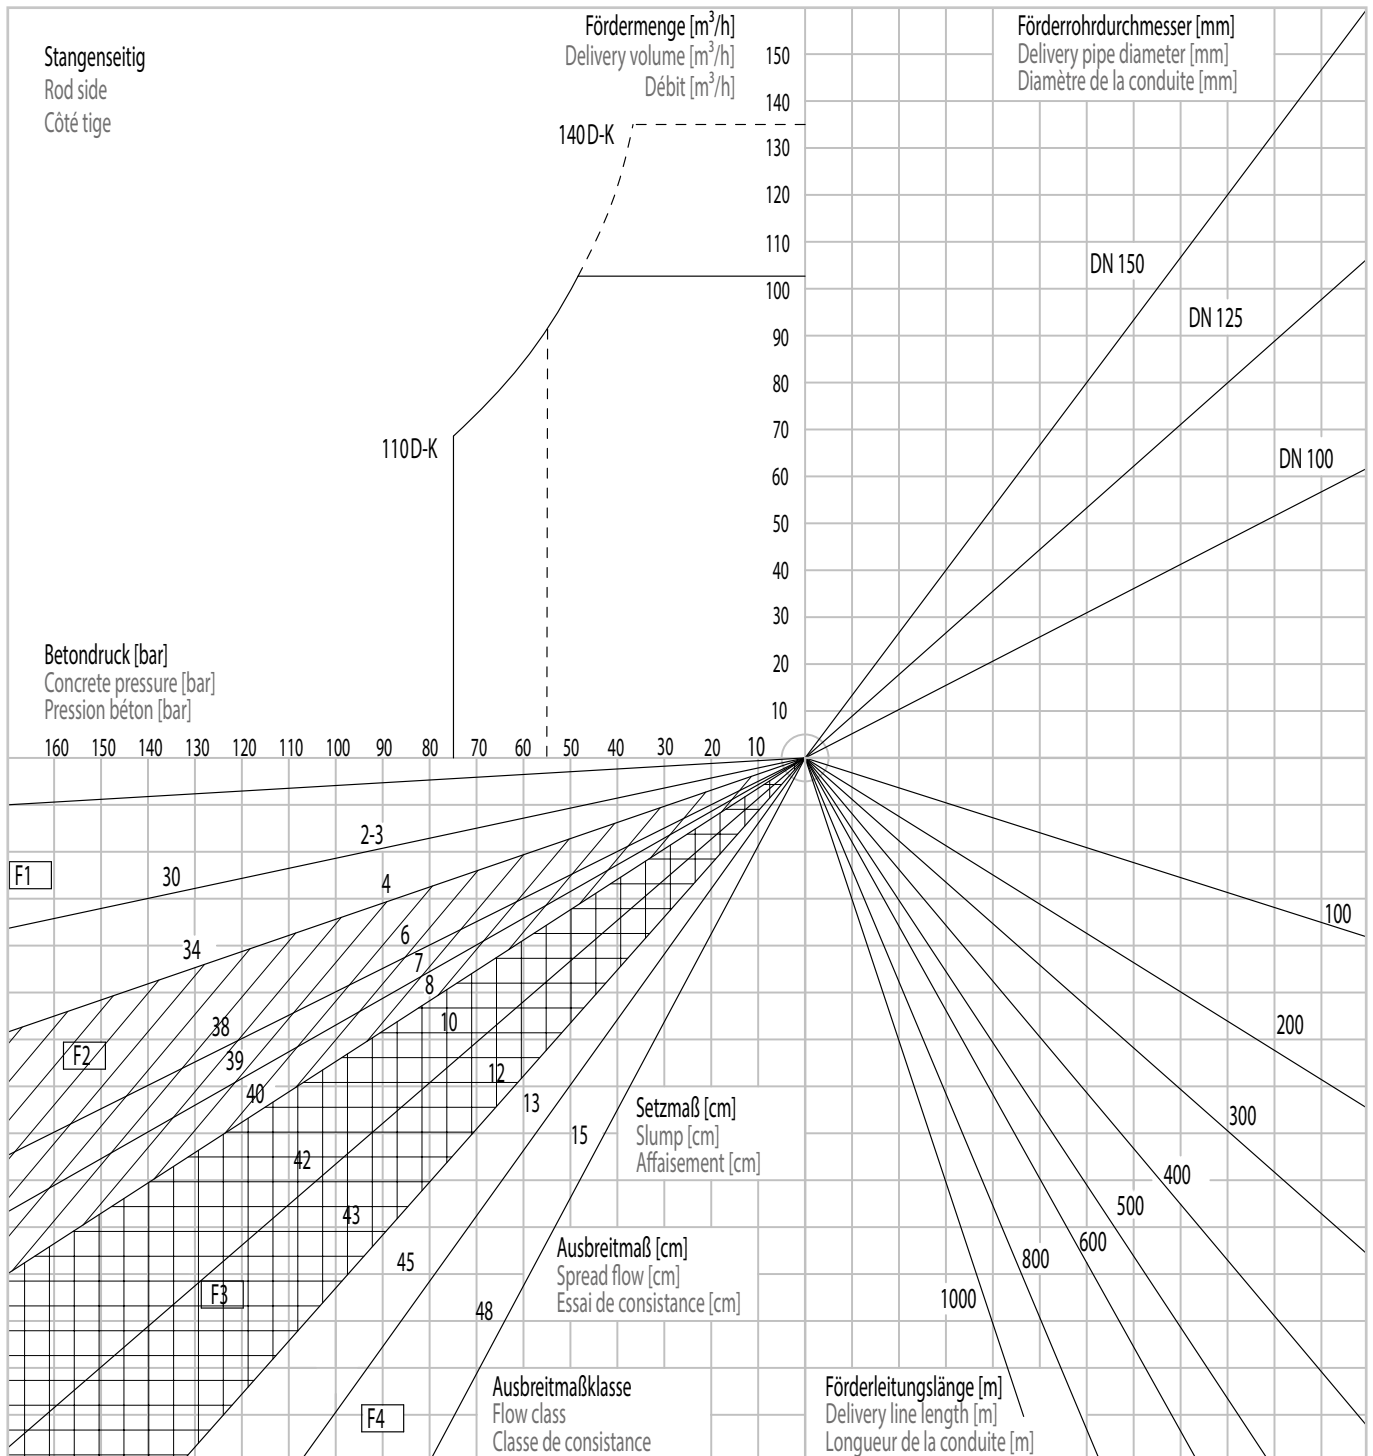 Stangenseitig
Rod side
Côté tige
Fördermenge [m³/h]
Delivery volume [m³/h]
Débit [m³/h]
Förderrohrdurchmesser [mm]
Delivery pipe diameter [mm]
Diamètre de la conduite [mm]
150
140
130
120
110
100
90
80
70
60
50
40
30
20
10
140 D-K
110 D-K
DN 150
DN 125
DN 100
Betondruck [bar]
Concrete pressure [bar]
Pression béton [bar]
160 150 140 130 120 110 100 90 80 70 60 50 40 30 20 10
2-3
4
6
7
8
10
12
13
15
F1
30
34
F2
38
39
40
42
43
45
48
F3
F4
Setzmaß [cm]
Slump [cm]
Affaisement [cm]
Ausbreitmaß [cm]
Spread flow [cm]
Essai de consistance [cm]
Ausbreitmaßklasse
Flow class
Classe de consistance
100
200
300
400
500
600
800
1000
Förderleitungslänge [m]
Delivery line length [m]
Longueur de la conduite [m]